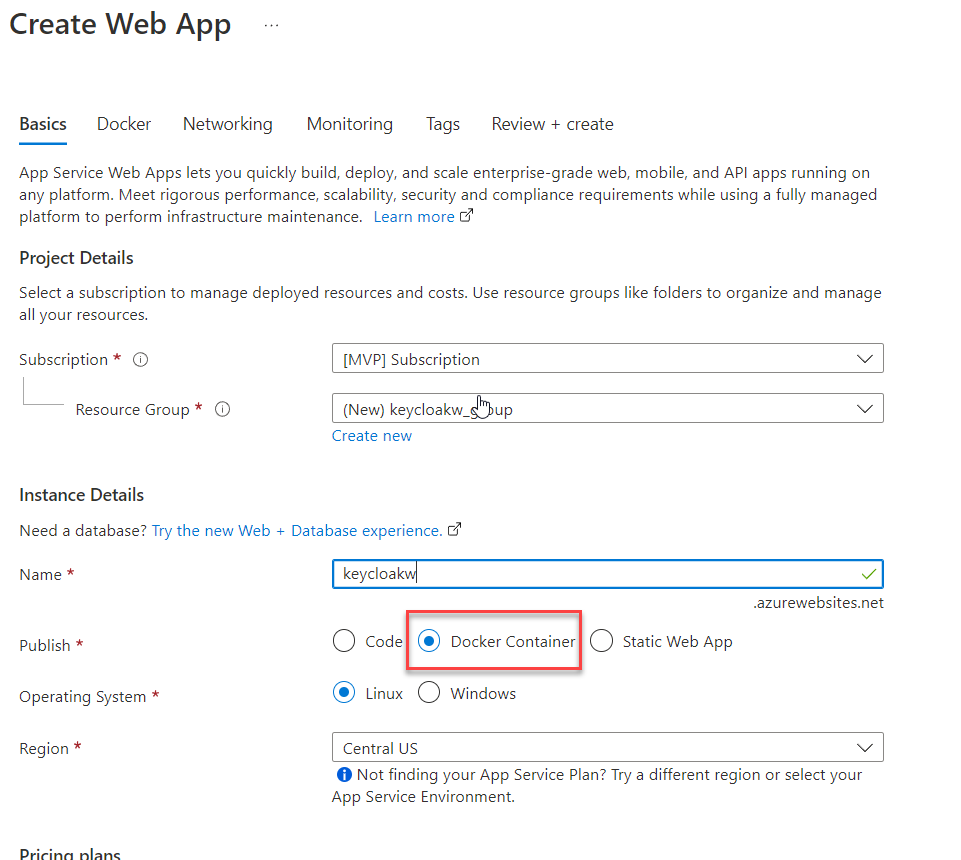 Create Web App ...
Basics Docker Networking Monitoring Tags Review + create
App Service Web Apps lets you quickly build, deploy, and scale enterprise-grade web, mobile, and API apps running on
any platform. Meet rigorous performance, scalability, security and compliance requirements while using a fully managed
platform to perform infrastructure maintenance. Learn more
Project Details
Select a subscription to manage deployed resources and costs. Use resource groups like folders to organize and manage
all your resources.
Subscription * [MVP] Subscription
Resource Group * (New) keycloakw_group
Create new
Instance Details
Need a database? Try the new Web + Database experience.
Name * keycloakw
.azurewebsites.net
Publish * Code Docker Container Static Web App
Operating System * Linux Windows
Region * Central US
Not finding your App Service Plan? Try a different region or select your
App Service Environment.
Pricing plans